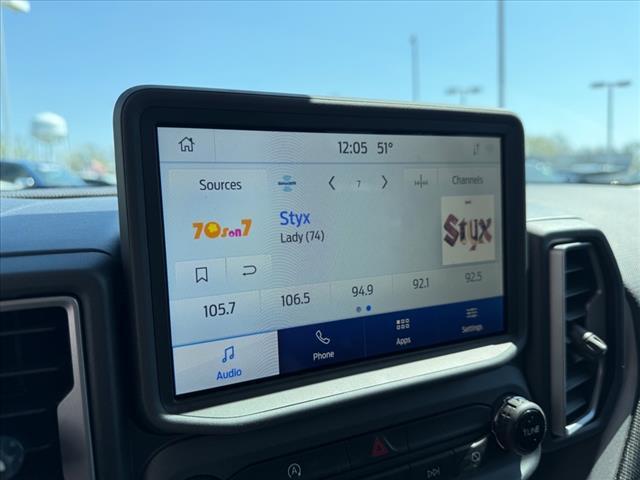 12:05 51°
Sources
7
Channels
70s on 7
Styx
Lady (74)
Styx
105.7
106.5
94.9
92.1
92.5
Audio
Phone
Apps
Settings
TUNE